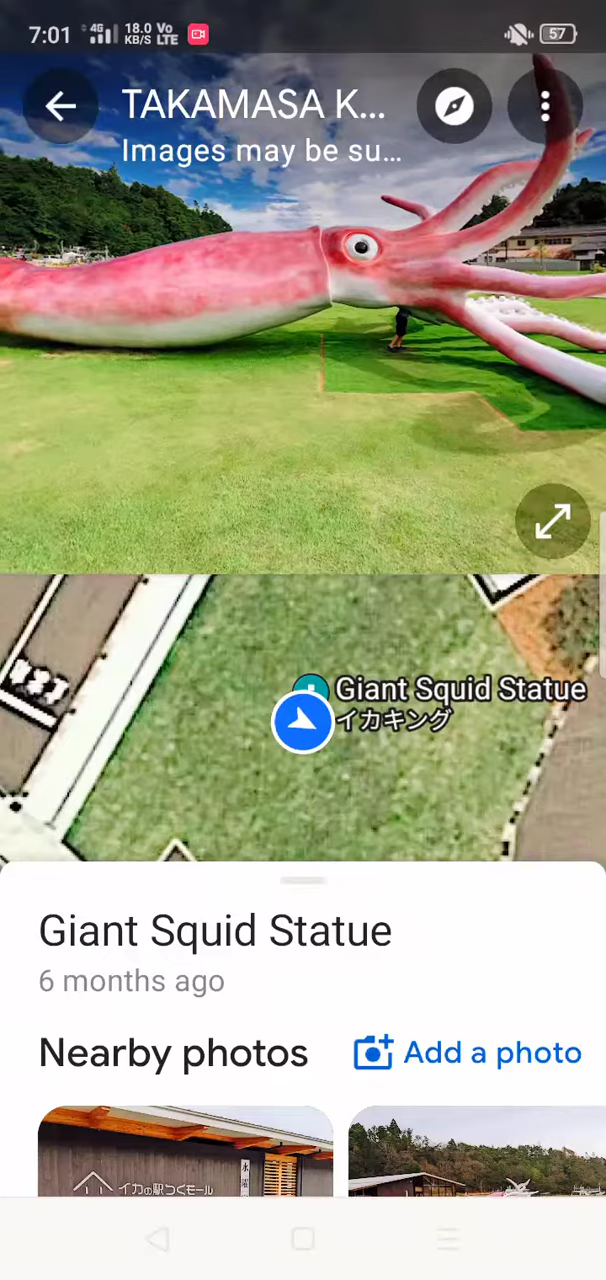 7:01 4G 18.0 KB/S Vo LTE 57
TAKAMASA K...
Images may be su...
Giant Squid Statue
イカキング
Giant Squid Statue
6 months ago
Nearby photos
Add a photo
イカの駅つくモール